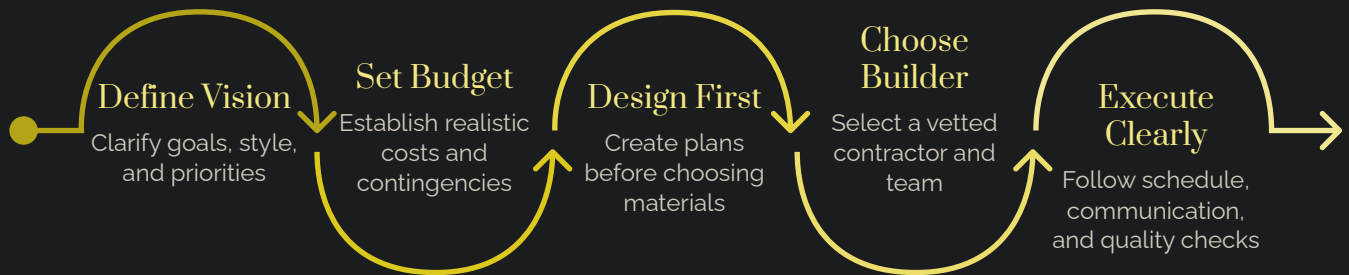 Define Vision
Clarify goals, style,
and priorities
Set Budget
Establish realistic
costs and
contingencies
Design First
Create plans
before choosing
materials
Choose
Builder
Select a vetted
contractor and
team
Execute
Clearly
Follow schedule,
communication,
and quality checks